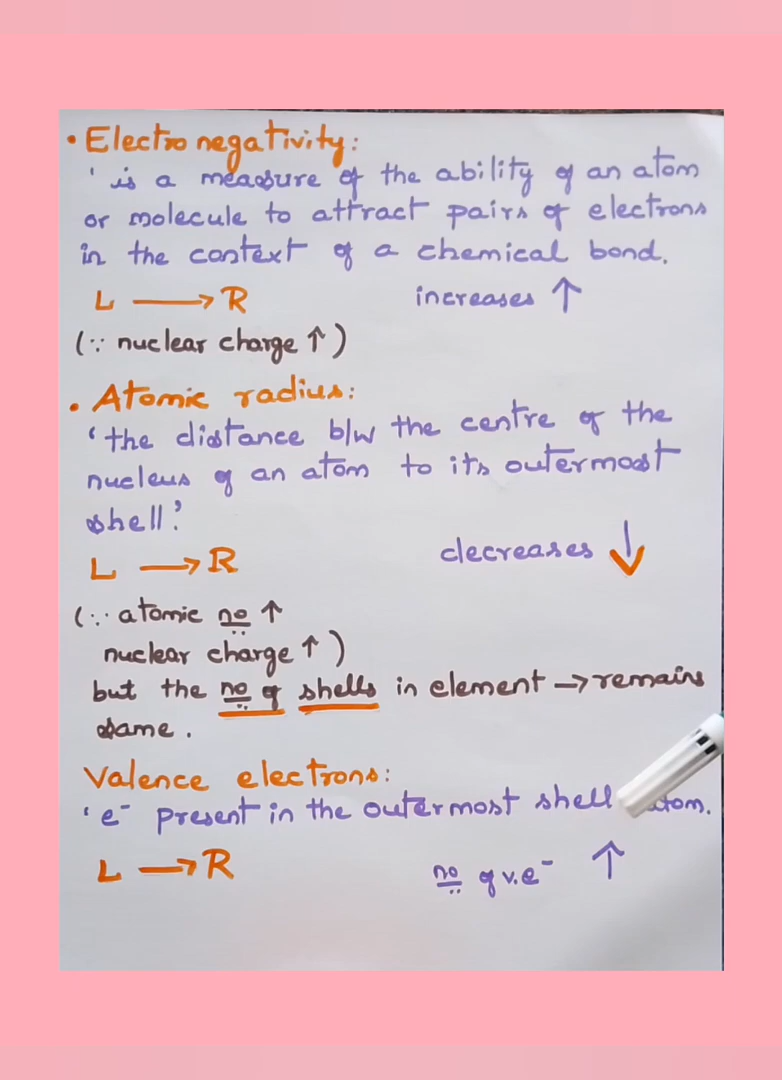 • Electronegativity:
' is a measure of the ability of an atom
or molecule to attract pairs of electrons
in the context of a chemical bond.
L → R increases ↑
(∵ nuclear charge ↑)
• Atomic radius:
'the distance b/w the centre of the
nucleus of an atom to its outermost
shell'.
L → R decreases ↓
(∵ atomic no ↑
nuclear charge ↑)
but the no of shells in element → remains
same.
Valence electrons:
'e⁻ present in the outermost shell atom.
L → R no of v.e⁻ ↑